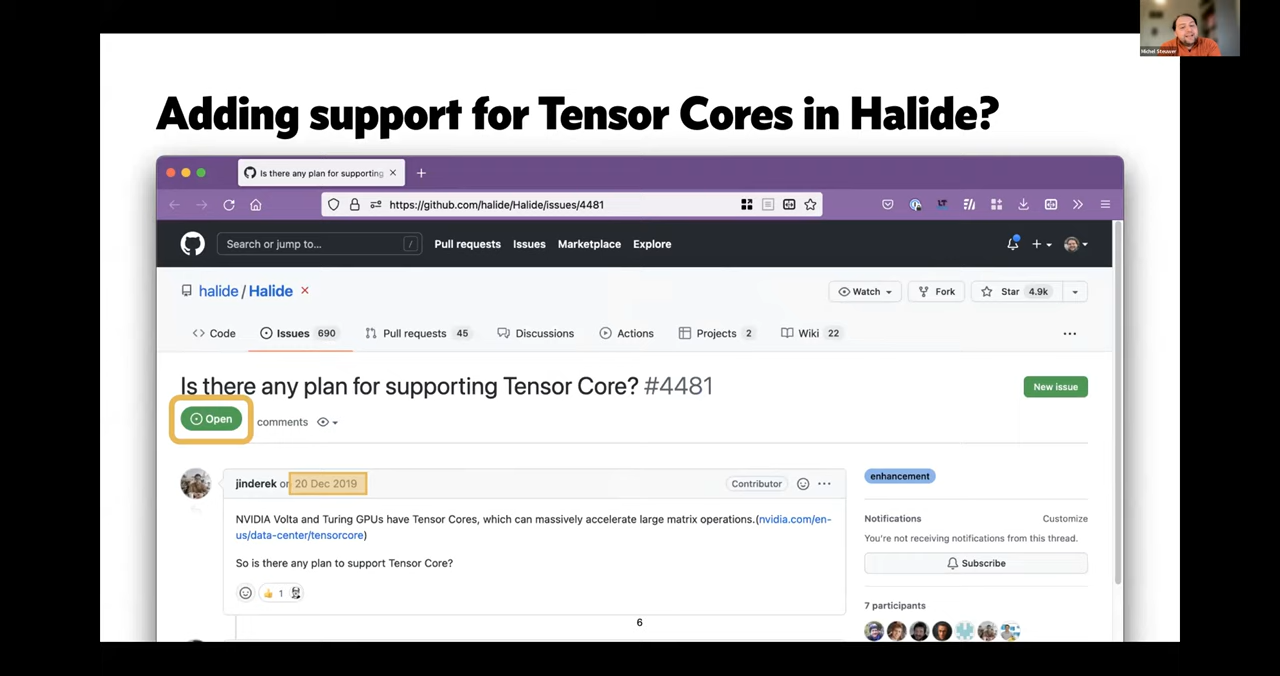 Michel Steuwer
Adding support for Tensor Cores in Halide?
Is there any plan for supporting
https://github.com/halide/Halide/issues/4481
Search or jump to... /
Pull requests Issues Marketplace Explore
halide / Halide
Watch Fork Star 4.9k
Code Issues 690 Pull requests 45 Discussions Actions Projects 2 Wiki 22
Is there any plan for supporting Tensor Core? #4481
New issue
Open comments
jinderek on 20 Dec 2019 Contributor
NVIDIA Volta and Turing GPUs have Tensor Cores, which can massively accelerate large matrix operations.(nvidia.com/en-
us/data-center/tensorcore)
So is there any plan to support Tensor Core?
1
enhancement
Notifications Customize
You're not receiving notifications from this thread.
Subscribe
7 participants
6